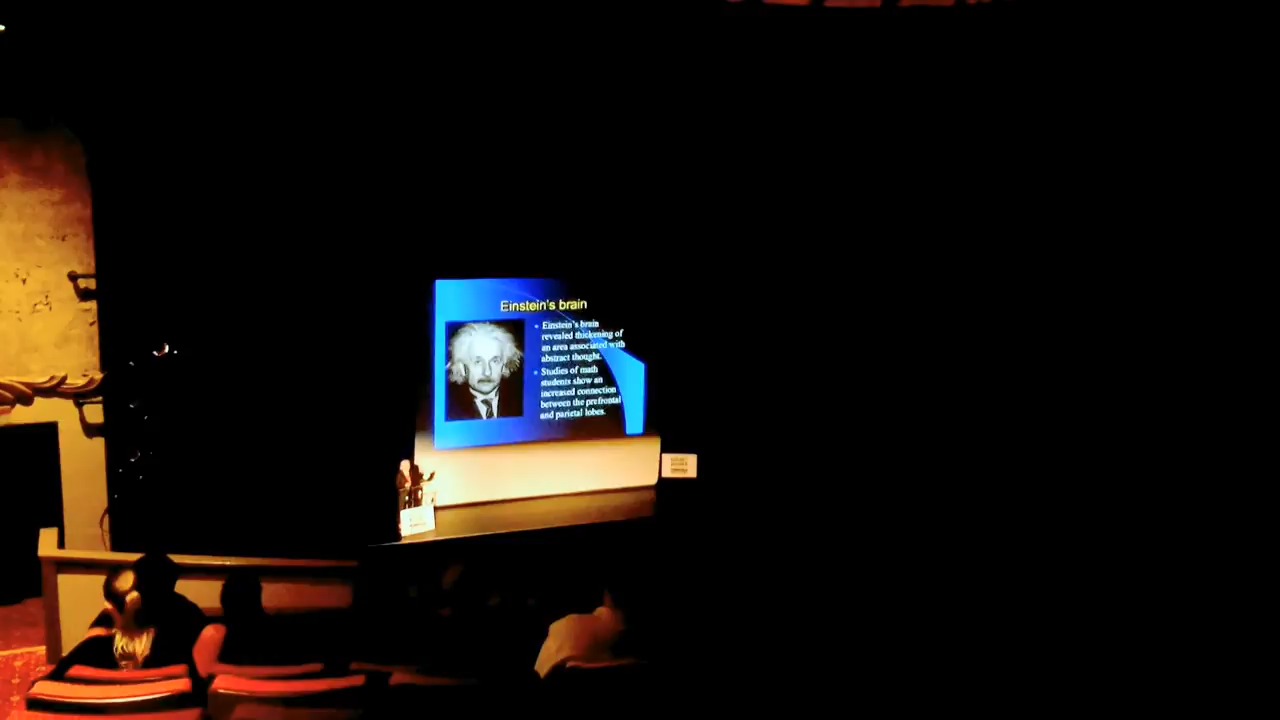 Einstein's brain
Einstein's brain
revealed thickening of
an area associated with
abstract thought.
Studies of math
students show an
increased connection
between the prefrontal
and parietal lobes.